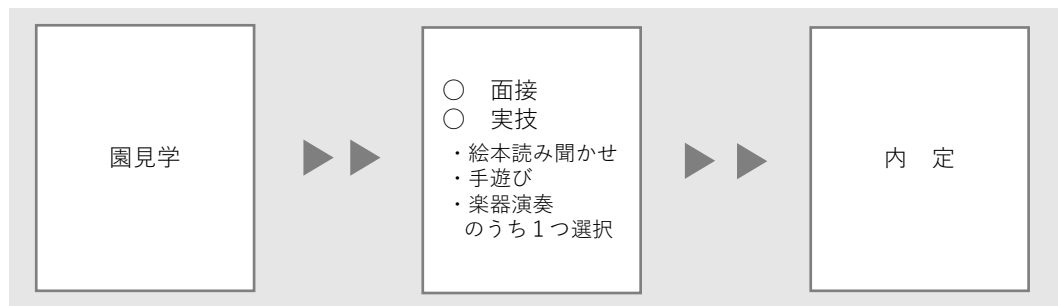 園見学
○　面接
○　実技
・絵本読み聞かせ
・手遊び
・楽器演奏
のうち１つ選択
内　定